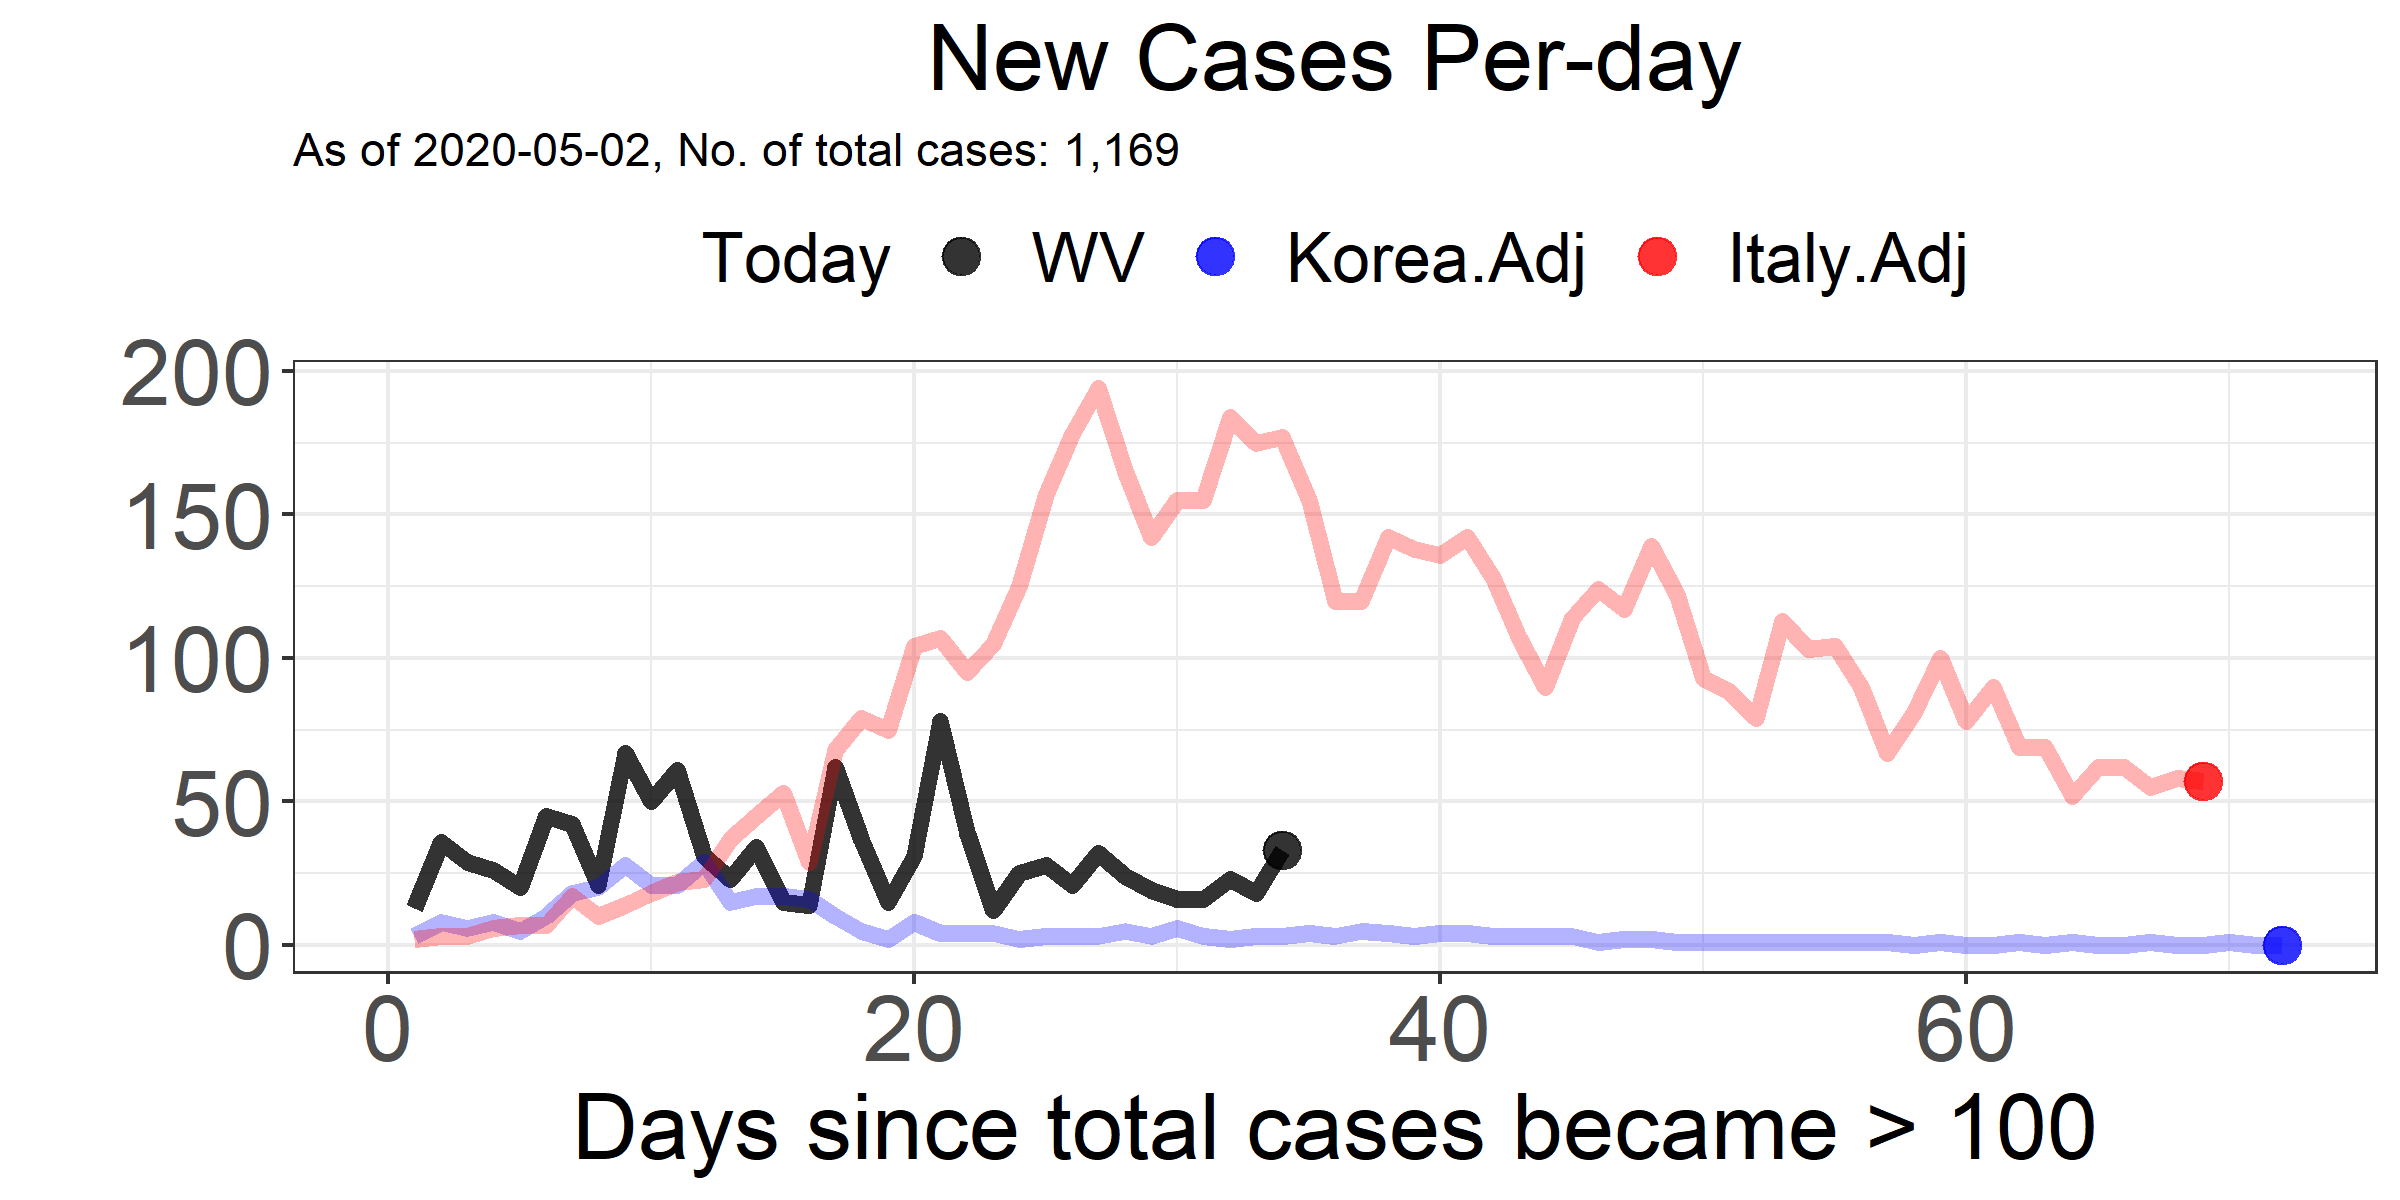 New Cases Per-day
As of 2020-05-02, No. of total cases: 1,169
Today WV Korea.Adj Italy.Adj
200
150
100
50
0
0 20 40 60
Days since total cases became > 100